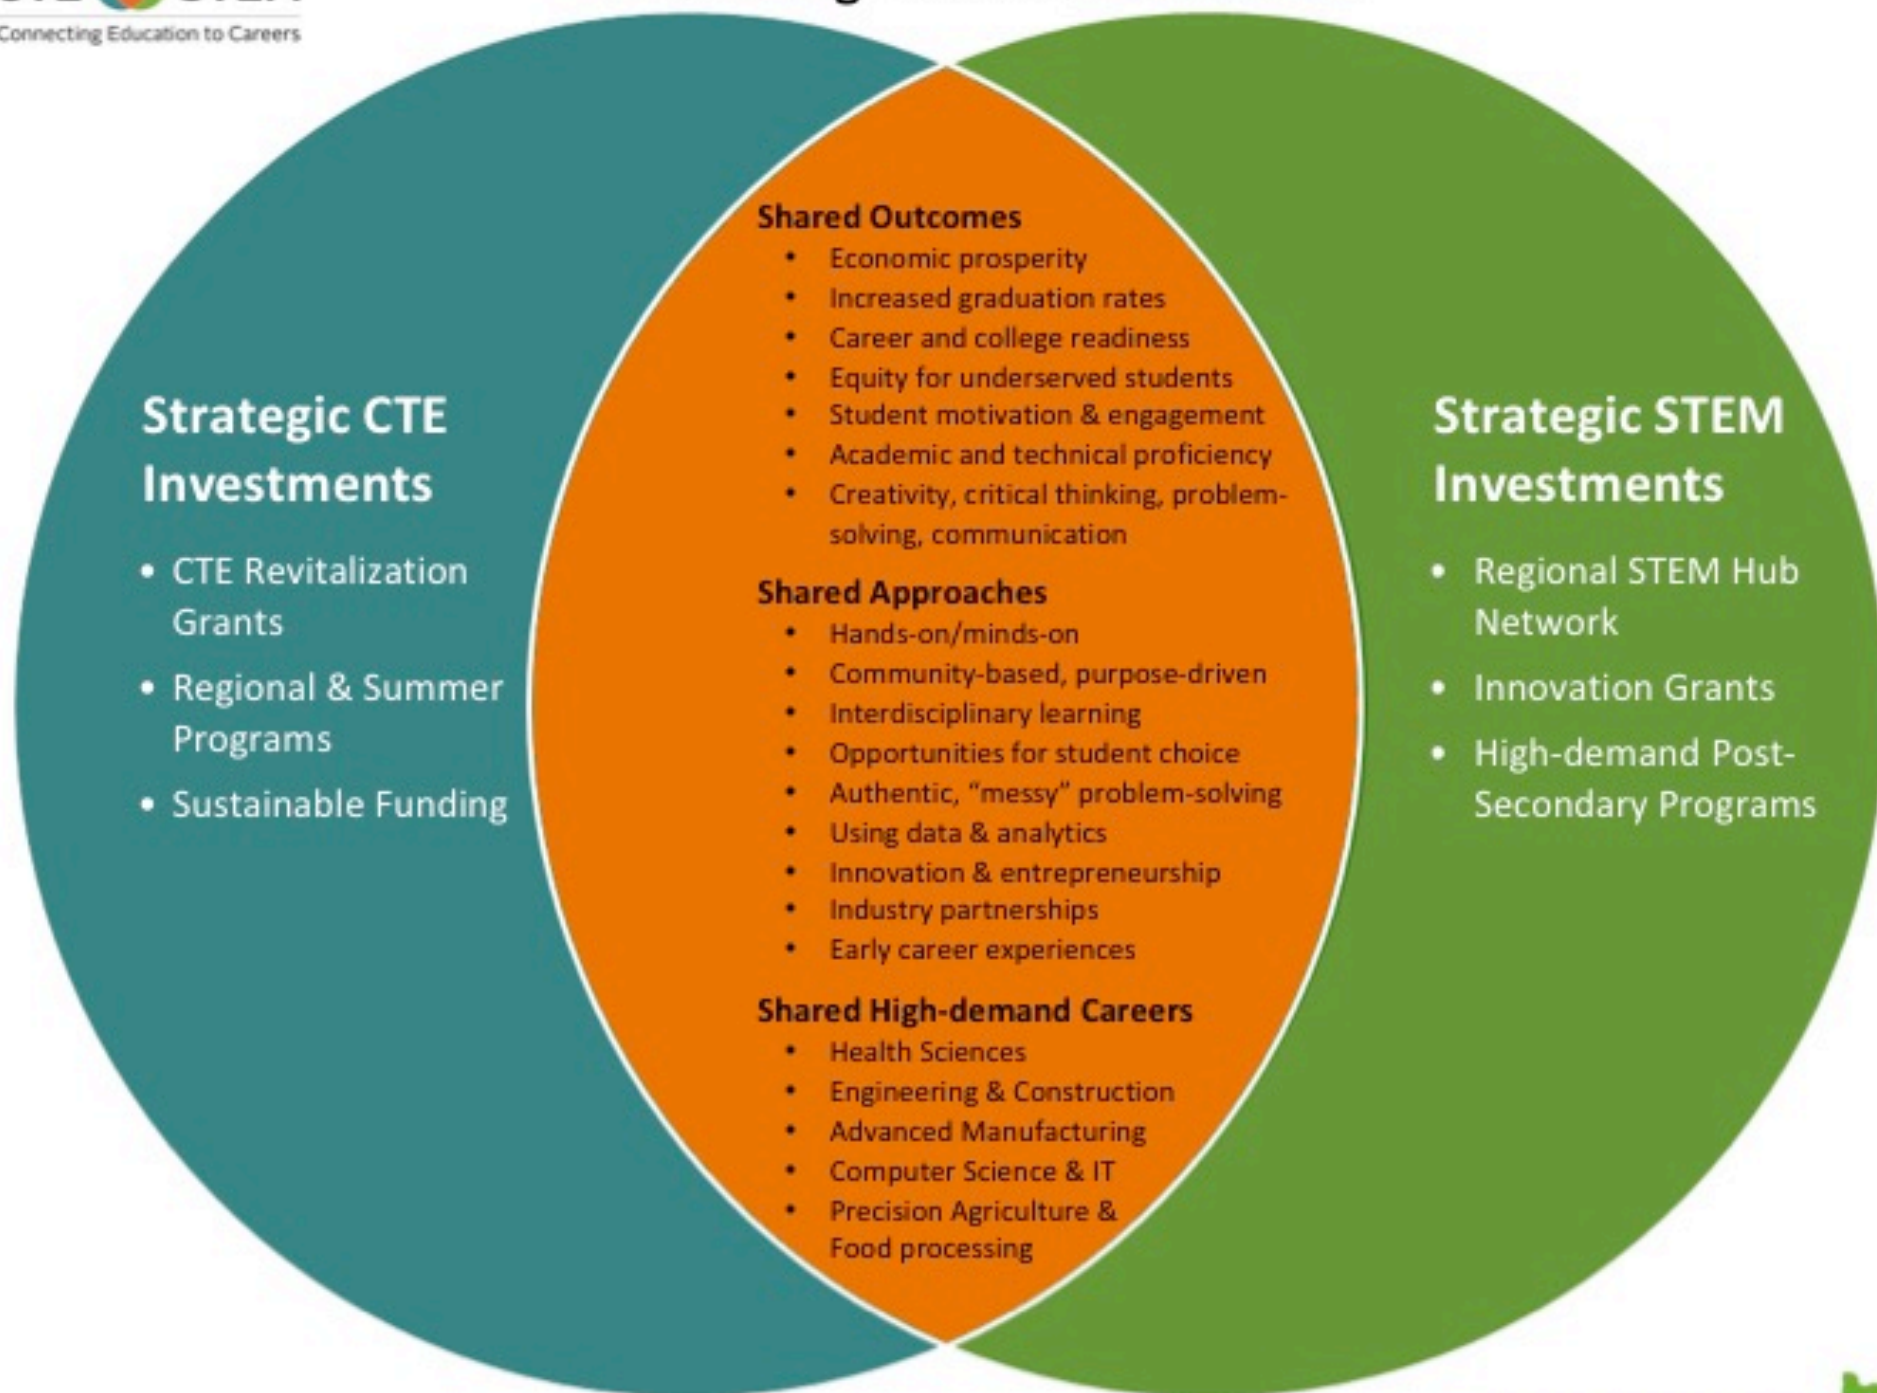 Connecting Education to Careers
Strategic CTE
Investments
• CTE Revitalization
Grants
• Regional & Summer
Programs
• Sustainable Funding
Shared Outcomes
• Economic prosperity
• Increased graduation rates
• Career and college readiness
• Equity for underserved students
• Student motivation & engagement
• Academic and technical proficiency
• Creativity, critical thinking, problem-
solving, communication
Shared Approaches
• Hands-on/minds-on
• Community-based, purpose-driven
• Interdisciplinary learning
• Opportunities for student choice
• Authentic, “messy” problem-solving
• Using data & analytics
• Innovation & entrepreneurship
• Industry partnerships
• Early career experiences
Shared High-demand Careers
• Health Sciences
• Engineering & Construction
• Advanced Manufacturing
• Computer Science & IT
• Precision Agriculture &
Food processing
Strategic STEM
Investments
• Regional STEM Hub
Network
• Innovation Grants
• High-demand Post-
Secondary Programs